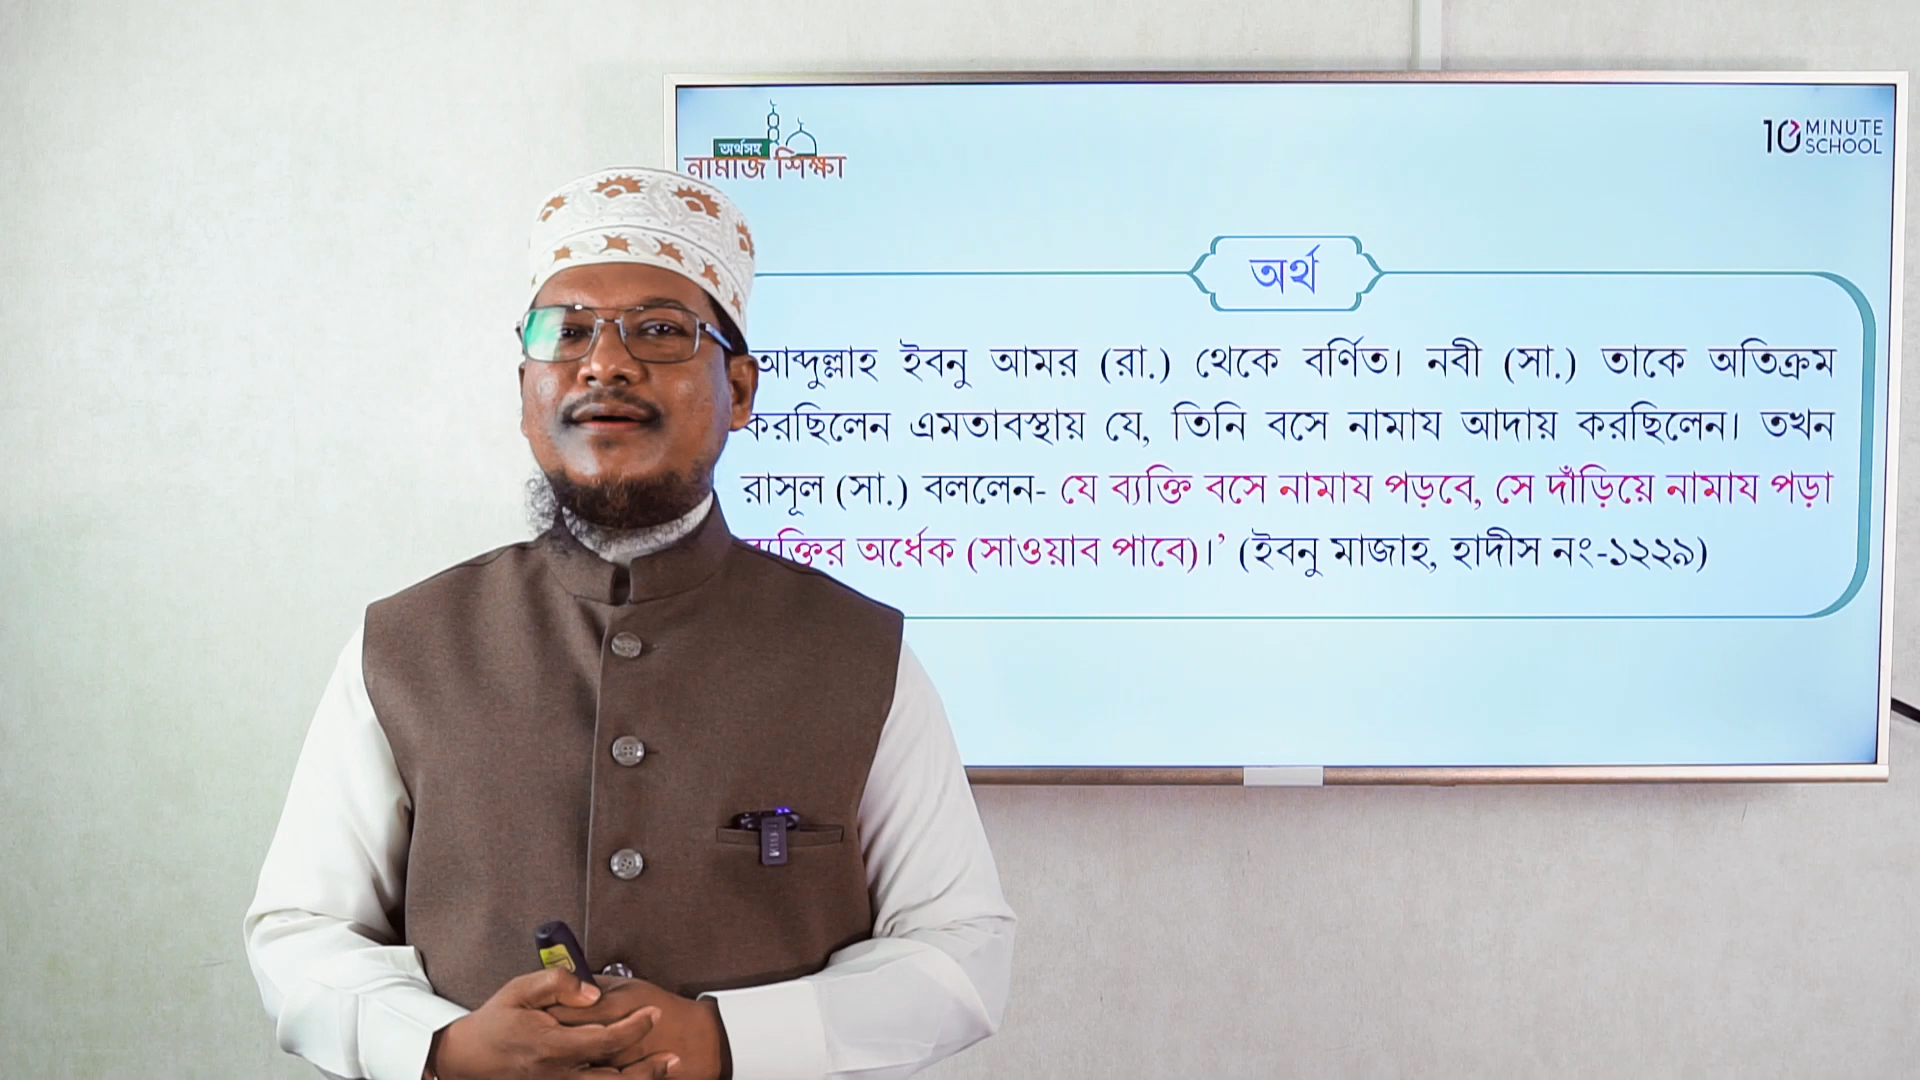 অর্থসহ
নামাজ শিক্ষা
10 MINUTE
SCHOOL
অর্থ
আব্দুল্লাহ ইবনু আমর (রা.) থেকে বর্ণিত। নবী (সা.) তাকে অতিক্রম
করছিলেন এমতাবস্থায় যে, তিনি বসে নামায আদায় করছিলেন। তখন
রাসূল (সা.) বললেন- যে ব্যক্তি বসে নামায পড়বে, সে দাঁড়িয়ে নামায পড়া
ব্যক্তির অর্ধেক (সাওয়াব পাবে)।’ (ইবনু মাজাহ, হাদীস নং-১২২৯)